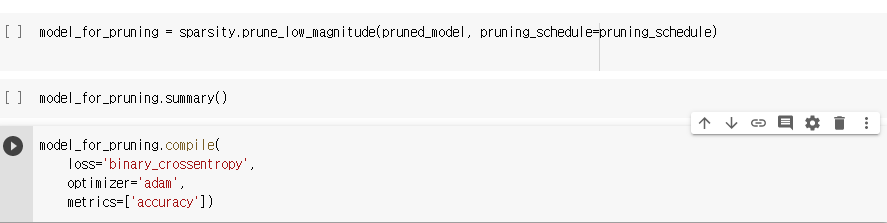 [ ] model_for_pruning = sparsity.prune_low_magnitude(pruned_model, pruning_schedule=pruning_schedule)
[ ] model_for_pruning.summary()
model_for_pruning.compile(
loss='binary_crossentropy',
optimizer='adam',
metrics=['accuracy'])